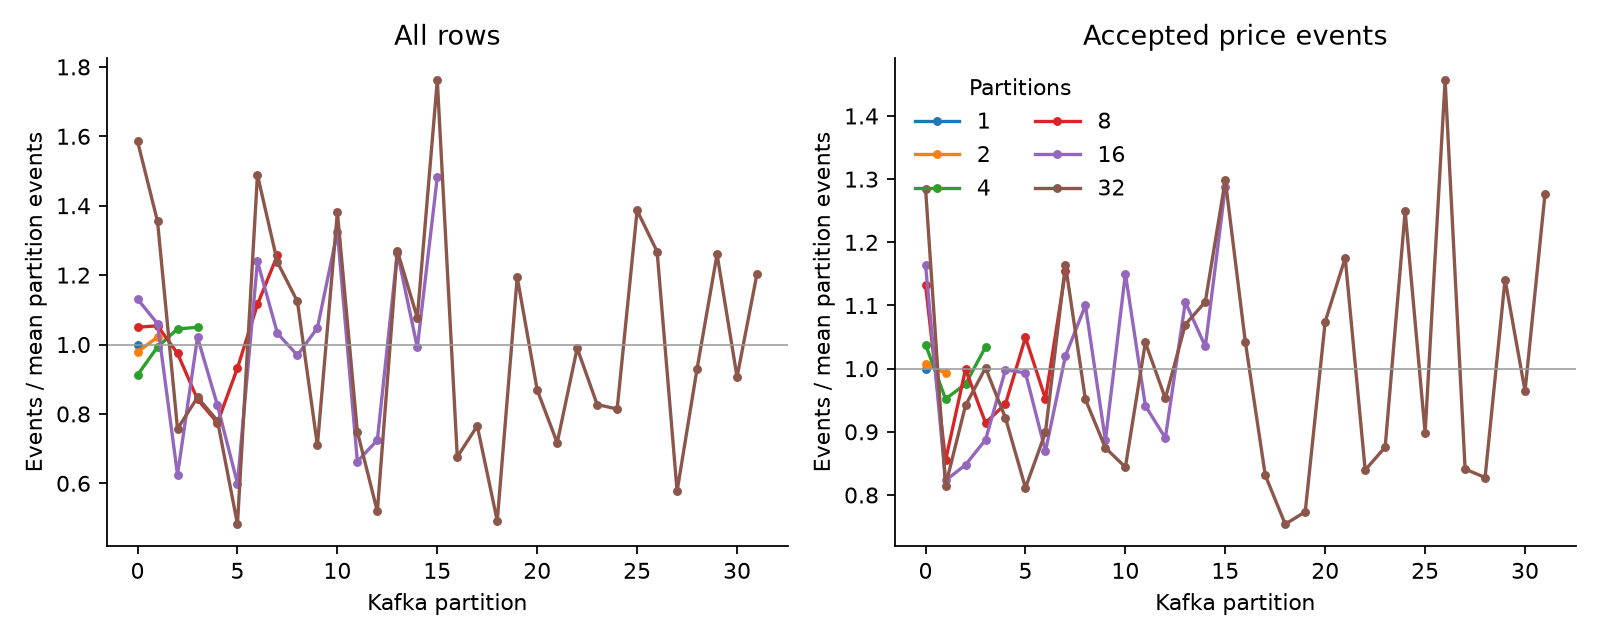 All rows
Events / mean partition events
1.8
1.6
1.4
1.2
1.0
0.8
0.6
0 5 10 15 20 25 30
Kafka partition
Accepted price events
Events / mean partition events
1.4
1.3
1.2
1.1
1.0
0.9
0.8
Partitions
1 8
2 16
4 32
0 5 10 15 20 25 30
Kafka partition